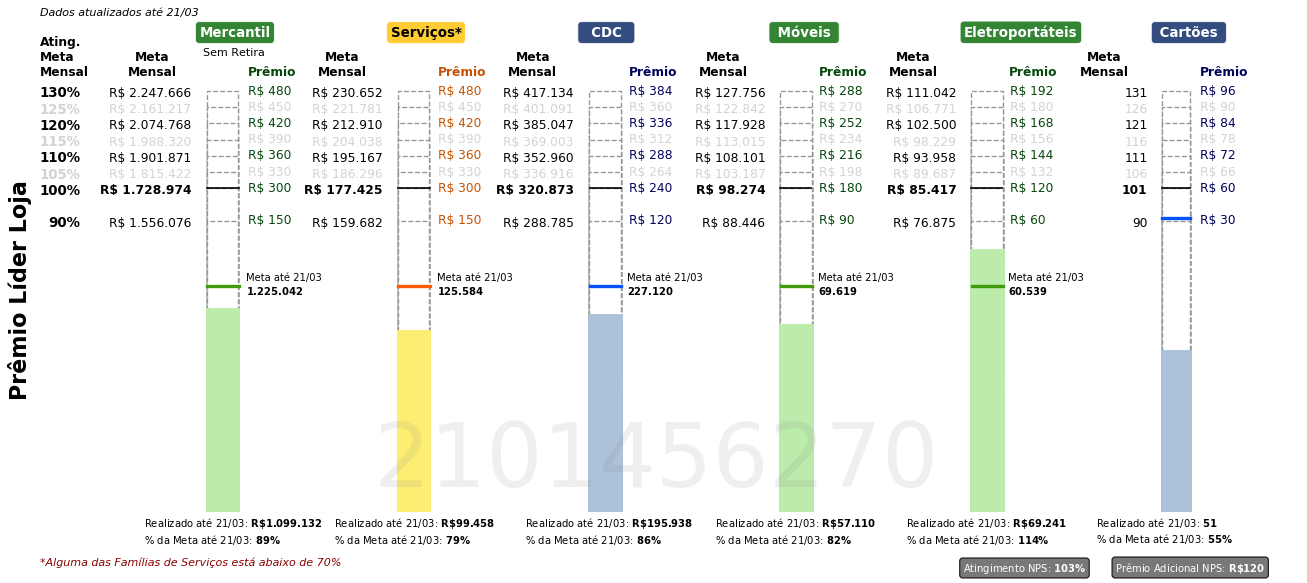 Dados atualizados até 21/03
Mercantil Serviços* CDC Móveis Eletroportáteis Cartões
Sem Retira
Ating. Meta Mensal Meta Mensal Prêmio Meta Mensal Prêmio Meta Mensal Prêmio Meta Mensal Prêmio Meta Mensal Prêmio Meta Mensal Prêmio
130% R$ 2.247.666 R$ 480 R$ 230.652 R$ 480 R$ 417.134 R$ 384 R$ 127.756 R$ 288 R$ 111.042 R$ 192 131 R$ 96
125% R$ 2.161.217 R$ 450 R$ 221.781 R$ 450 R$ 401.091 R$ 360 R$ 122.842 R$ 270 R$ 106.771 R$ 180 126 R$ 90
120% R$ 2.074.768 R$ 420 R$ 212.910 R$ 420 R$ 385.047 R$ 336 R$ 117.928 R$ 252 R$ 102.500 R$ 168 121 R$ 84
115% R$ 1.988.320 R$ 390 R$ 204.038 R$ 390 R$ 369.003 R$ 312 R$ 113.015 R$ 234 R$ 98.229 R$ 156 116 R$ 78
110% R$ 1.901.871 R$ 360 R$ 195.167 R$ 360 R$ 352.960 R$ 288 R$ 108.101 R$ 216 R$ 93.958 R$ 144 111 R$ 72
105% R$ 1.815.422 R$ 330 R$ 186.296 R$ 330 R$ 336.916 R$ 264 R$ 103.187 R$ 198 R$ 89.687 R$ 132 106 R$ 66
100% R$ 1.728.974 R$ 300 R$ 177.425 R$ 300 R$ 320.873 R$ 240 R$ 98.274 R$ 180 R$ 85.417 R$ 120 101 R$ 60
90% R$ 1.556.076 R$ 150 R$ 159.682 R$ 150 R$ 288.785 R$ 120 R$ 88.446 R$ 90 R$ 76.875 R$ 60 90 R$ 30
Prêmio Líder Loja
Meta até 21/03 Meta até 21/03 Meta até 21/03 Meta até 21/03 Meta até 21/03
1.225.042 125.584 227.120 69.619 60.539
2101456270
Realizado até 21/03: R$1.099.132 Realizado até 21/03: R$99.458 Realizado até 21/03: R$195.938 Realizado até 21/03: R$57.110 Realizado até 21/03: R$69.241 Realizado até 21/03: 51
% da Meta até 21/03: 89% % da Meta até 21/03: 79% % da Meta até 21/03: 86% % da Meta até 21/03: 82% % da Meta até 21/03: 114% % da Meta até 21/03: 55%
*Alguma das Famílias de Serviços está abaixo de 70%
Atingimento NPS: 103% Prêmio Adicional NPS: R$120